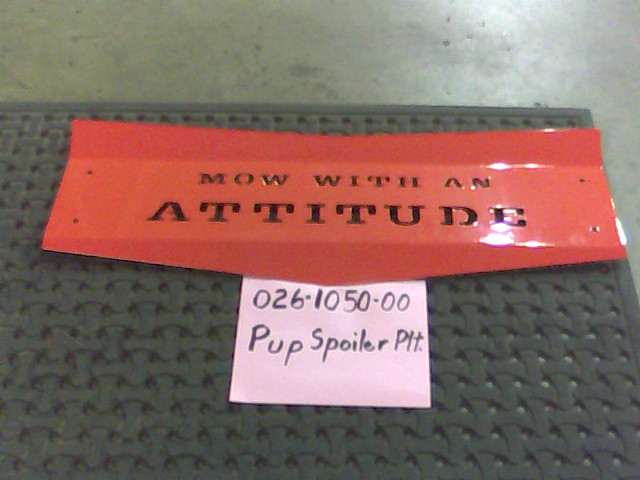 MOW WITH AN
ATTITUDE
026-1050-00
Pup Spoiler Plt.